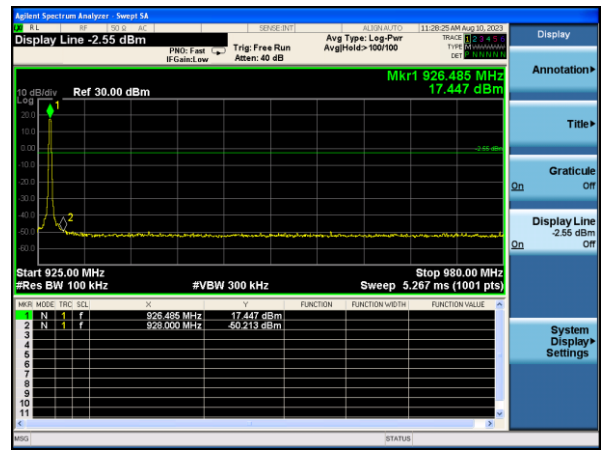 Agilent Spectrum Analyzer - Swept SA
RL RF 50 Ω AC SENSE:INT ALIGNAUTO 11:28:25 AM Aug 10, 2023
Display Line -2.55 dBm
PNO: Fast
IFGain:Low
Trig: Free Run
Atten: 40 dB
Avg Type: Log-Pwr
Avg|Hold:>100/100
TRACE 1 2 3 4 5 6
TYPE
DET P N N N N N
Mkr1 926.485 MHz
17.447 dBm
10 dB/div Ref 30.00 dBm
Log
1
20.0
10.0
0.00
-2.55 dBm
-10.0
-20.0
-30.0
-40.0
2
-50.0
-60.0
Start 925.00 MHz Stop 980.00 MHz
#Res BW 100 kHz #VBW 300 kHz Sweep 5.267 ms (1001 pts)
MKR MODE TRC SCL X Y FUNCTION FUNCTION WIDTH FUNCTION VALUE
1 N 1 f 926.485 MHz 17.447 dBm
2 N 1 f 928.000 MHz -50.213 dBm
3
4
5
6
7
8
9
10
11
MSG STATUS
Display
Annotation
Title
Graticule
On Off
Display Line
-2.55 dBm
On Off
System
Display
Settings